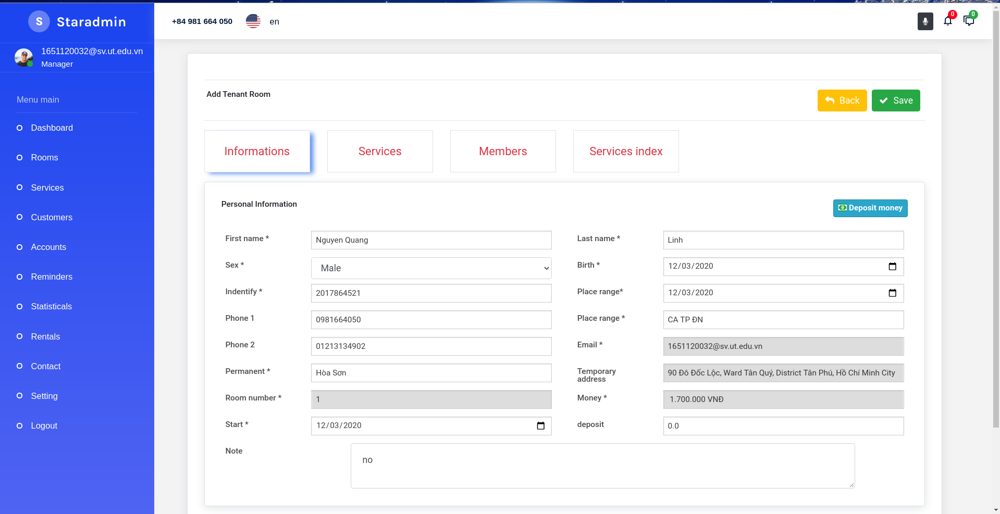 S Staradmin
+84 981 664 050 en
0 0
1651120032@sv.ut.edu.vn
Manager
Menu main
Dashboard
Rooms
Services
Customers
Accounts
Reminders
Statisticals
Rentals
Contact
Setting
Logout
Add Tenant Room
Back Save
Informations Services Members Services index
Personal Information
Deposit money
First name * Nguyen Quang
Last name * Linh
Sex * Male
Birth * 12/03/2020
Indentify * 2017864521
Place range* 12/03/2020
Phone 1 0981664050
Place range * CA TP ĐN
Phone 2 01213134902
Email * 1651120032@sv.ut.edu.vn
Permanent * Hòa Sơn
Temporary address 90 Đô Đốc Lộc, Ward Tân Quý, District Tân Phú, Hồ Chí Minh City
Room number * 1
Money * 1.700.000 VNĐ
Start * 12/03/2020
deposit 0.0
Note no